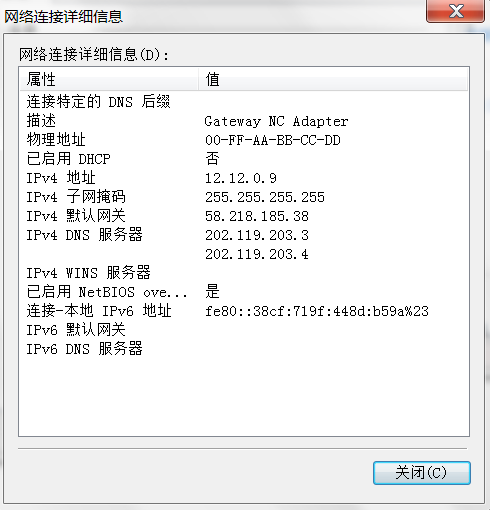 网络连接详细信息
网络连接详细信息(D):
属性 值
连接特定的 DNS 后缀
描述 Gateway NC Adapter
物理地址 00-FF-AA-BB-CC-DD
已启用 DHCP 否
IPv4 地址 12.12.0.9
IPv4 子网掩码 255.255.255.255
IPv4 默认网关 58.218.185.38
IPv4 DNS 服务器 202.119.203.3
202.119.203.4
IPv4 WINS 服务器
已启用 NetBIOS ove... 是
连接-本地 IPv6 地址 fe80::38cf:719f:448d:b59a%23
IPv6 默认网关
IPv6 DNS 服务器
关闭(C)